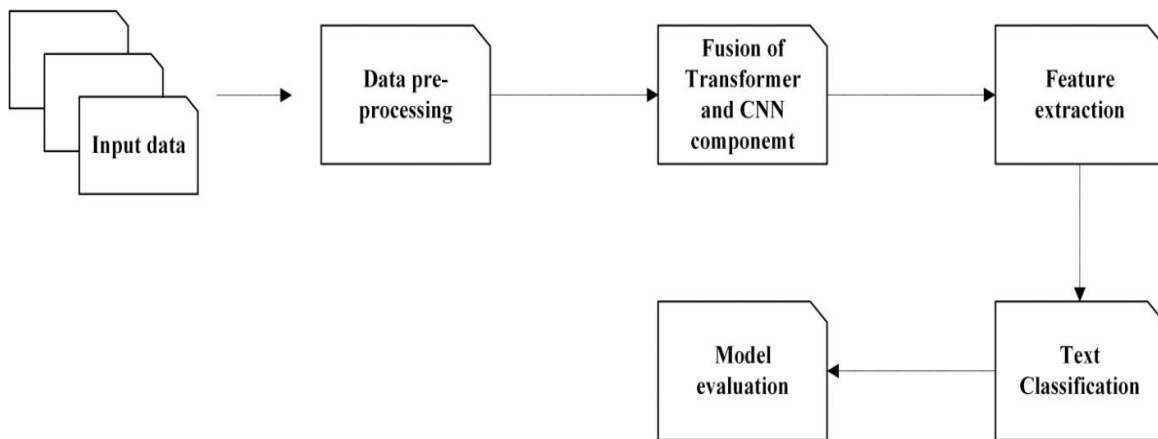 Input data
Data pre-
processing
Fusion of
Transformer
and CNN
componemt
Feature
extraction
Text
Classification
Model
evaluation